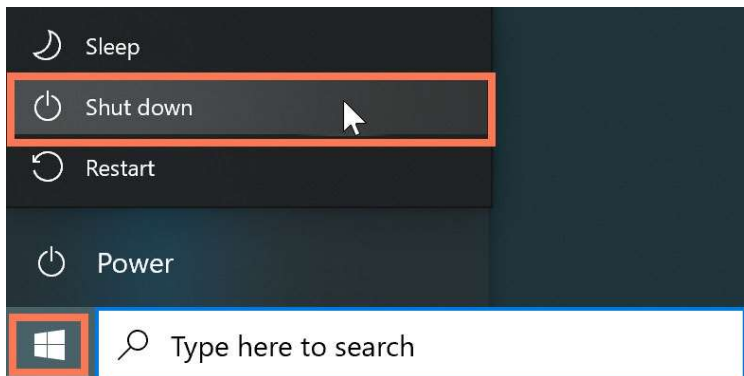 Sleep
Shut down
Restart
Power
Type here to search